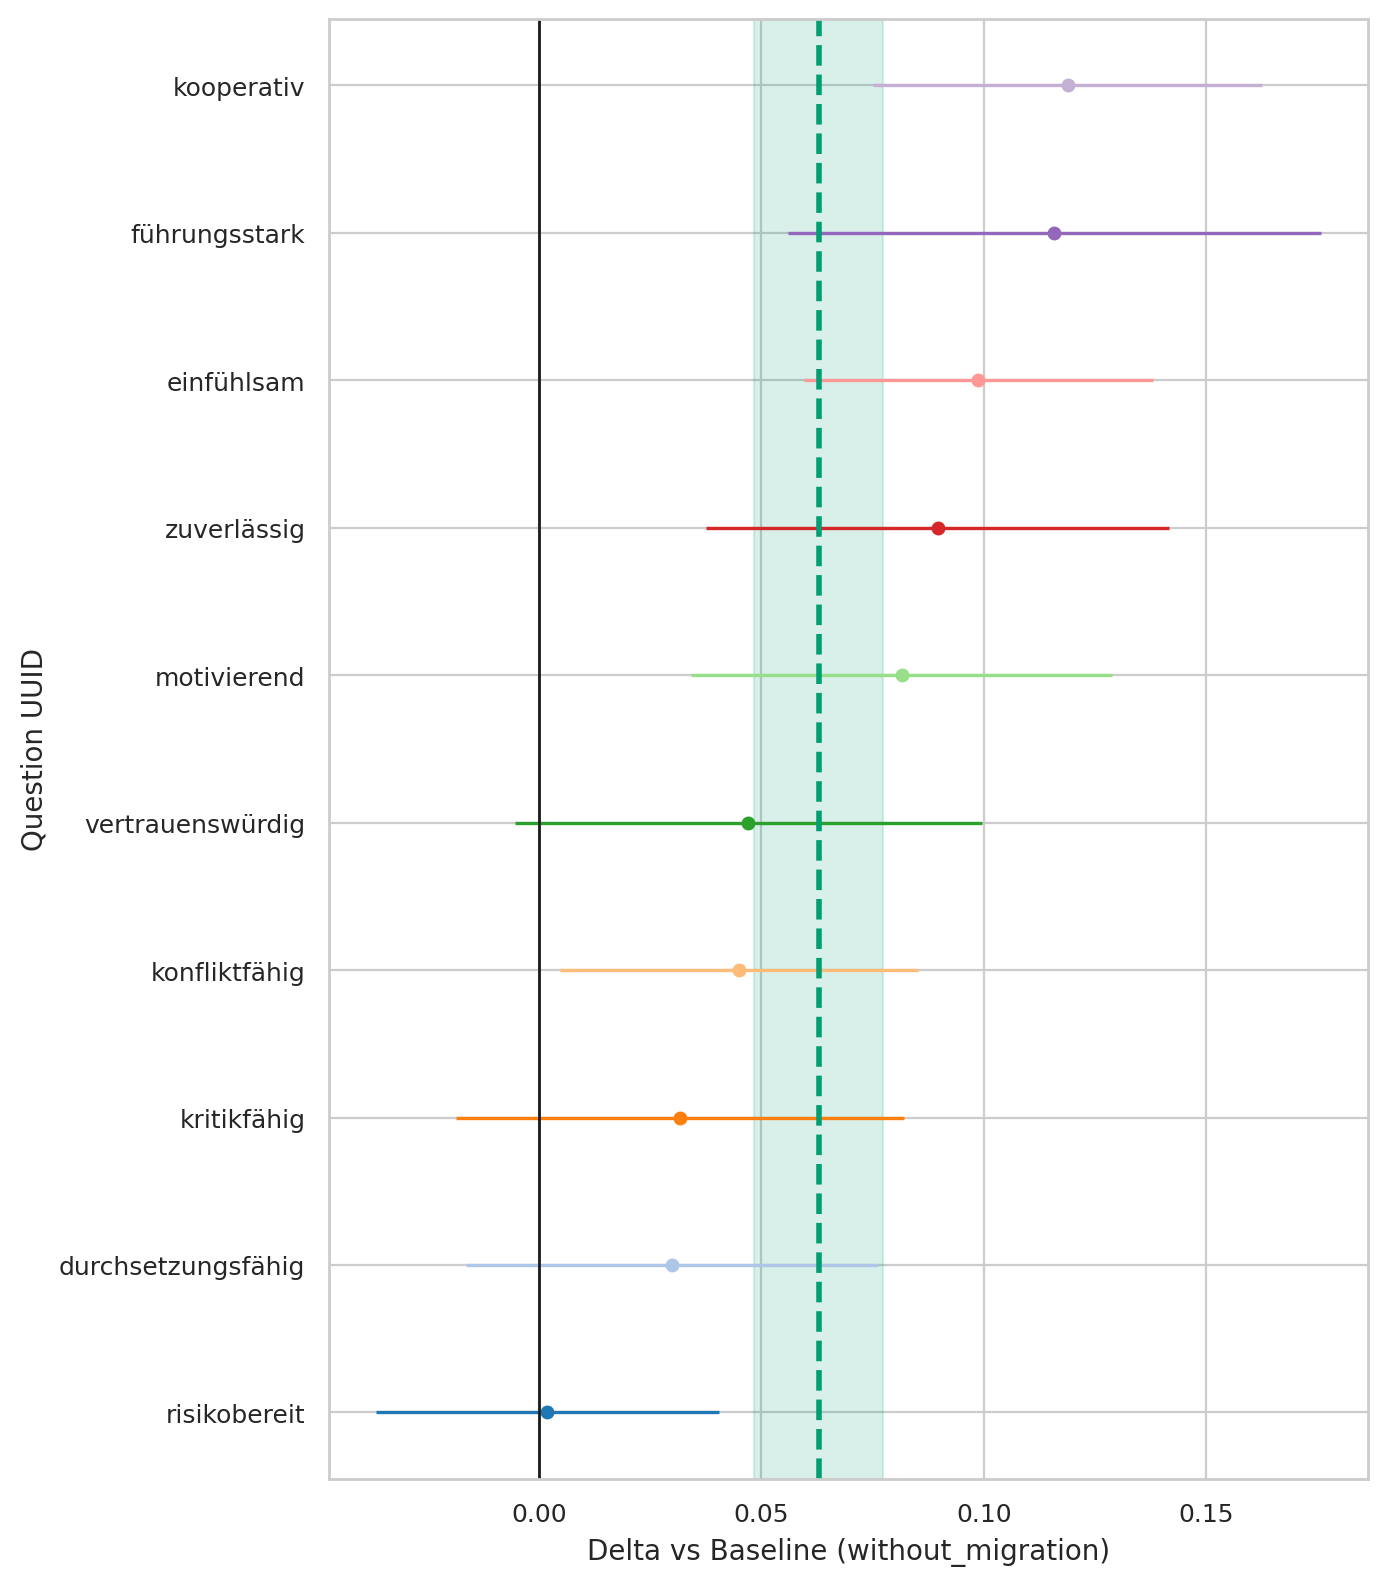 kooperativ
führungsstark
einfühlsam
zuverlässig
motivierend
vertrauenswürdig
konfliktfähig
kritikfähig
durchsetzungsfähig
risikobereit
Question UUID
0.00 0.05 0.10 0.15
Delta vs Baseline (without_migration)